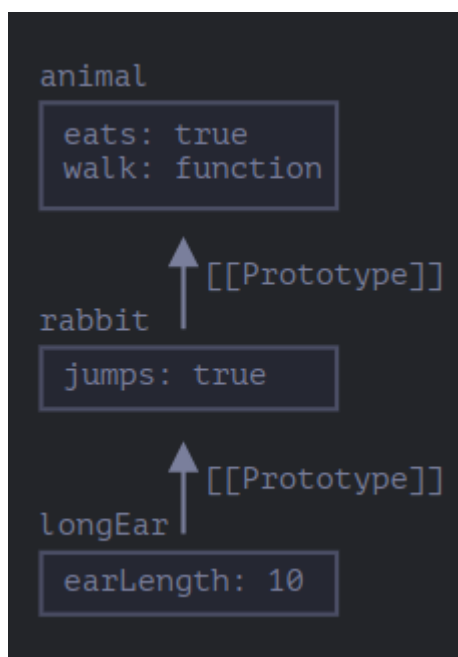 animal
eats: true
walk: function
[[Prototype]]
rabbit
jumps: true
[[Prototype]]
longEar
earLength: 10